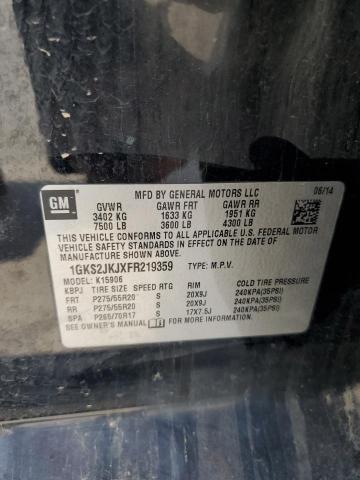 GM
MFD BY GENERAL MOTORS LLC 06/14
GVWR GAWR FRT GAWR RR
3402 KG 1633 KG 1951 KG
7500 LB 3600 LB 4300 LB
THIS VEHICLE CONFORMS TO ALL APPLICABLE U.S. FEDERAL MOTOR
VEHICLE SAFETY STANDARDS IN EFFECT ON THE DATE OF
MANUFACTURE SHOWN ABOVE.
1GKS2JKJXFR219359 TYPE: M.P.V.
MODEL: K15906
KBPJ TIRE SIZE SPEED RTG RIM COLD TIRE PRESSURE
FRT P275/55R20 S 20X9J 240KPA(35PSI)
RR P275/55R20 S 20X9J 240KPA(35PSI)
SPA P265/70R17 S 17X7.5J 240KPA(35PSI)
SEE OWNER'S MANUAL FOR MORE INFORMATION.